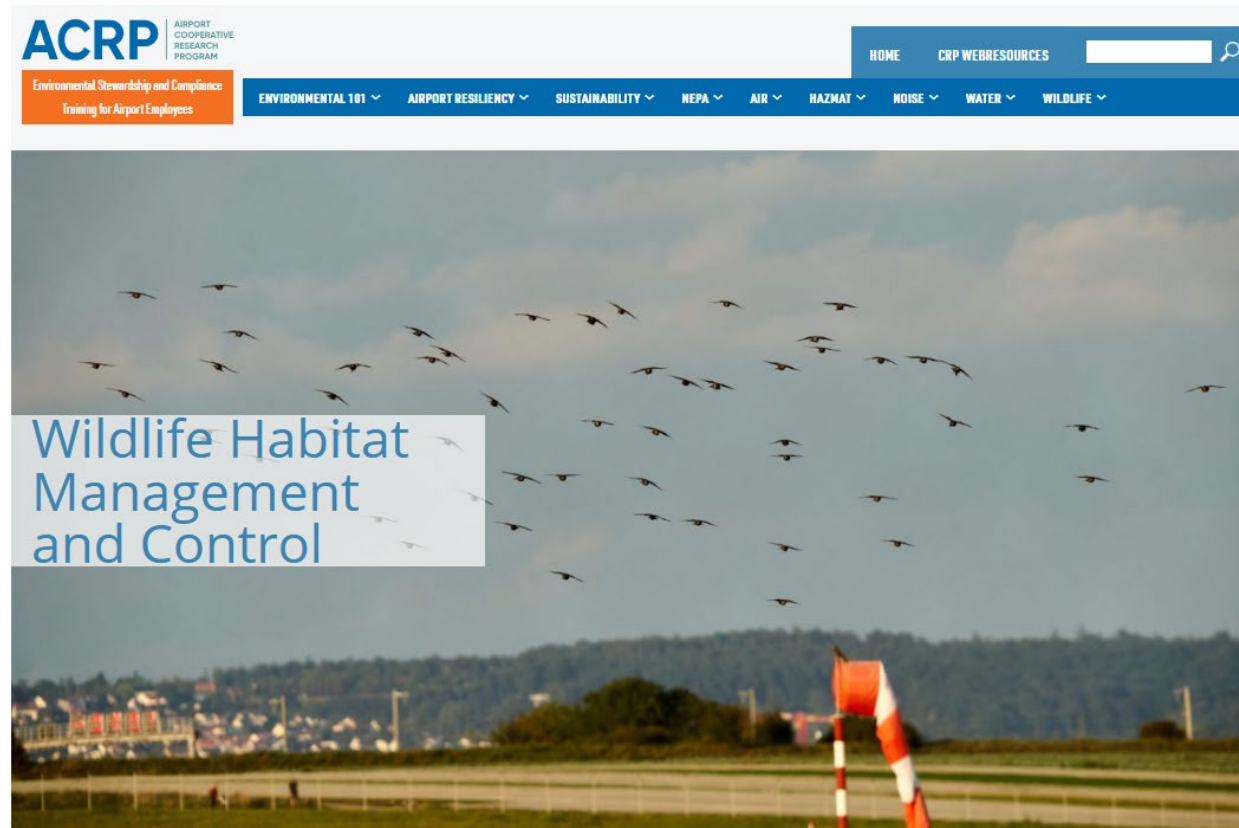 ACRP
AIRPORT
COOPERATIVE
RESEARCH
PROGRAM
HOME CRP WEBRESOURCES
Environmental Stewardship and Compliance
Training for Airport Employees
ENVIRONMENTAL 101 AIRPORT RESILIENCY SUSTAINABILITY NEPA AIR HAZMAT NOISE WATER WILDLIFE
Wildlife Habitat
Management
and Control